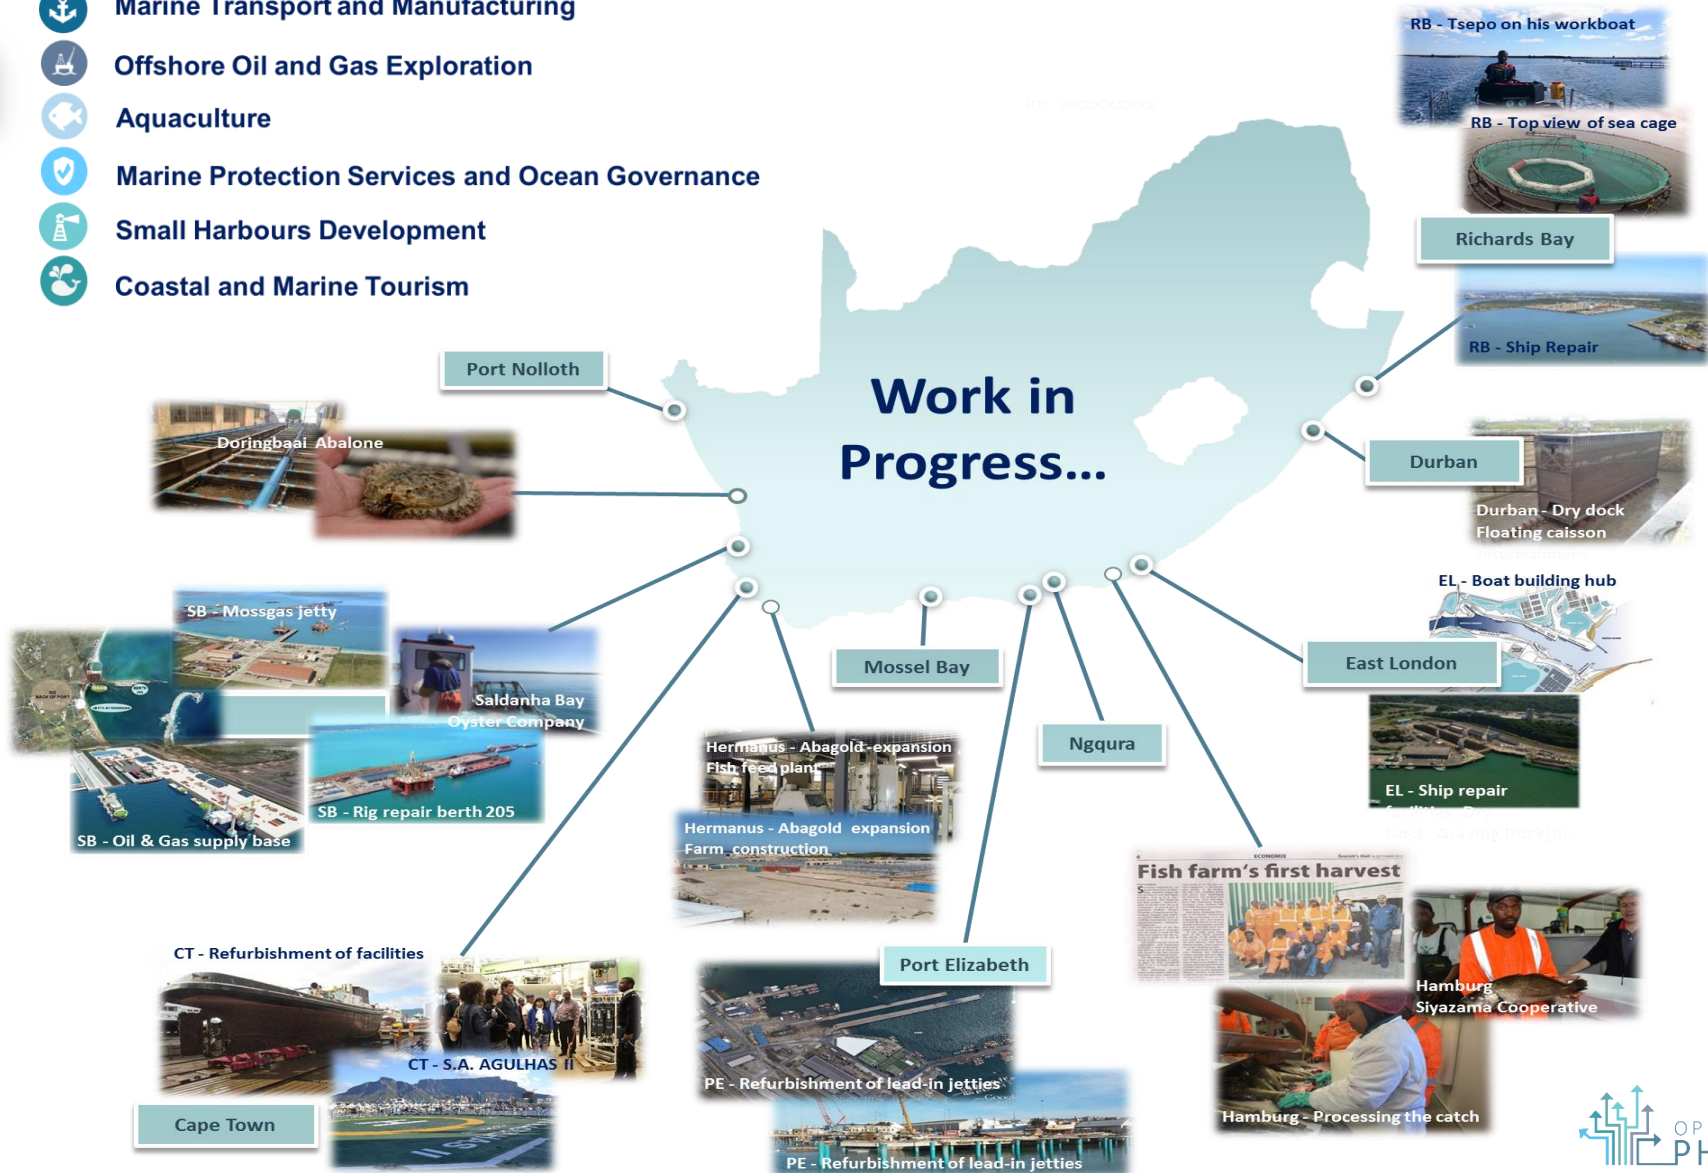 Marine Transport and Manufacturing
Offshore Oil and Gas Exploration
Aquaculture
Marine Protection Services and Ocean Governance
Small Harbours Development
Coastal and Marine Tourism
Work in
Progress...
RB - Tsepo on his workboat
RB - Top view of sea cage
Richards Bay
RB - Ship Repair
Port Nolloth
Doringbaai Abalone
Durban
Durban - Dry dock
Floating caisson
EL - Boat building hub
East London
EL - Ship repair
SB - Mossgas jetty
Saldanha Bay
Oyster Company
SB - Rig repair berth 205
SB - Oil & Gas supply base
Mossel Bay
Ngqura
Hermanus - Abagold expansion
Fish feed plant
Hermanus - Abagold expansion
Farm construction
Port Elizabeth
PE - Refurbishment of lead-in jetties
PE - Refurbishment of lead-in jetties
CT - Refurbishment of facilities
CT - S.A. AGULHAS II
Cape Town
ECONOMIE
Fish farm's first harvest
Hamburg
Siyazama Cooperative
Hamburg - Processing the catch
OP
PH